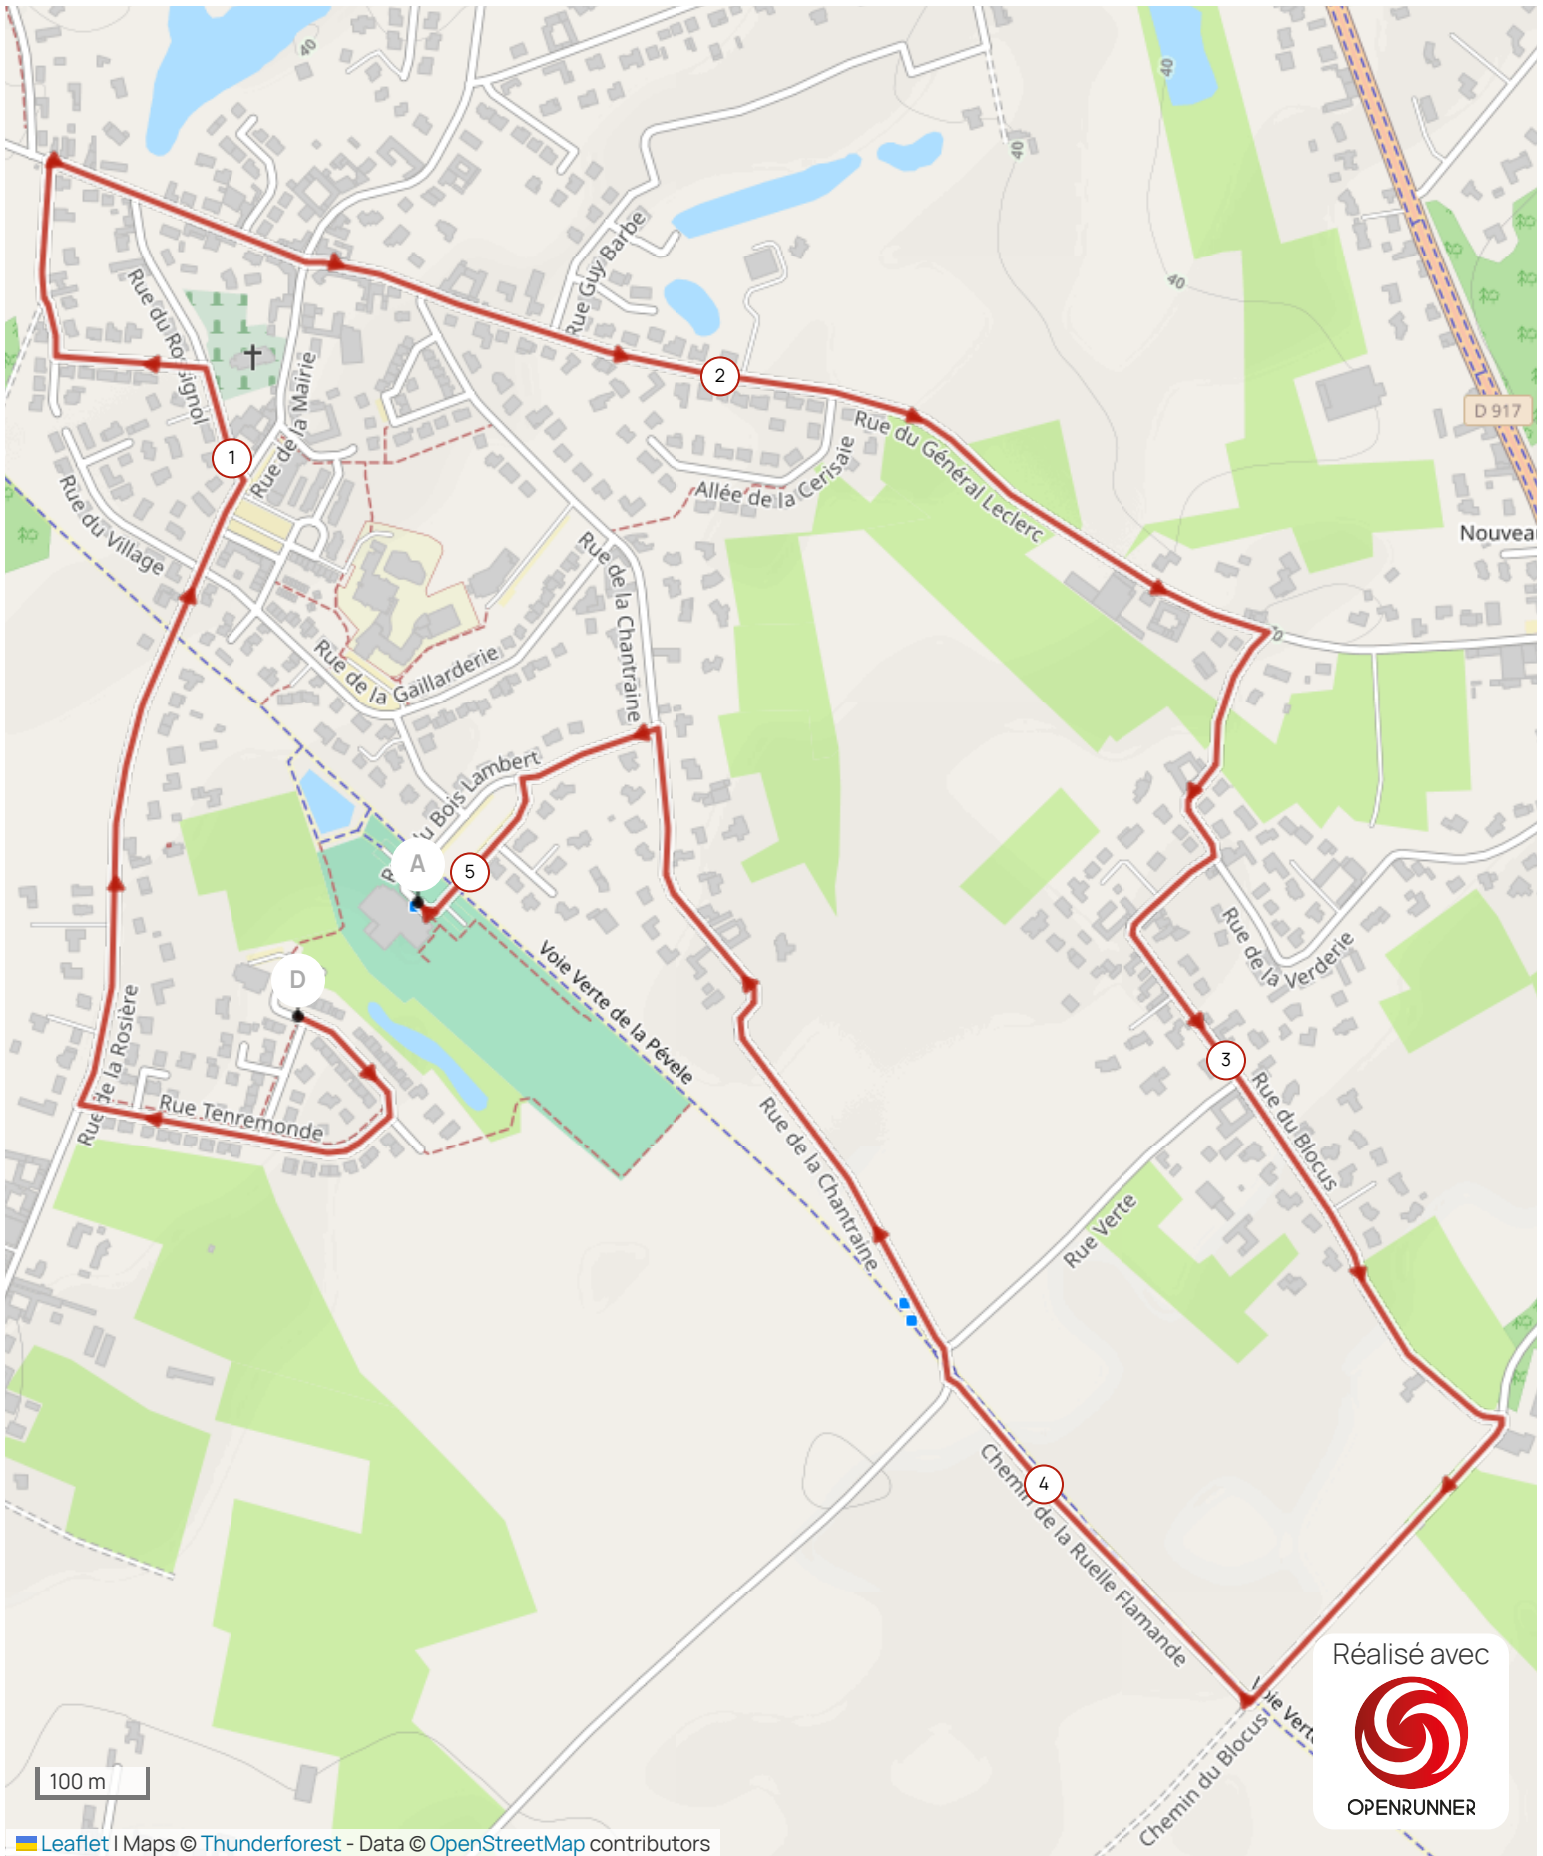 40
40
40
40
Rue Guy Barbe
Rue du Rossignol
Rue de la Mairie
2
D 917
1
Rue du Général Leclerc
Allée de la Cerisaie
Rue du Village
Nouveau
Rue de la Chantraine
Rue de la Gaillarderie
Rue du Bois Lambert
A
5
Rue de la Verderie
Voie Verte de la Pévele
D
Rue de la Rosière
3
Rue Tenremonde
Rue du Blocus
Rue de la Chantraine
Rue Verte
4
Chemin de la Ruelle Flamande
Voie Verte
Chemin du Blocus
Réalisé avec
OPENRUNNER
100 m
Leaflet | Maps © Thunderforest - Data © OpenStreetMap contributors